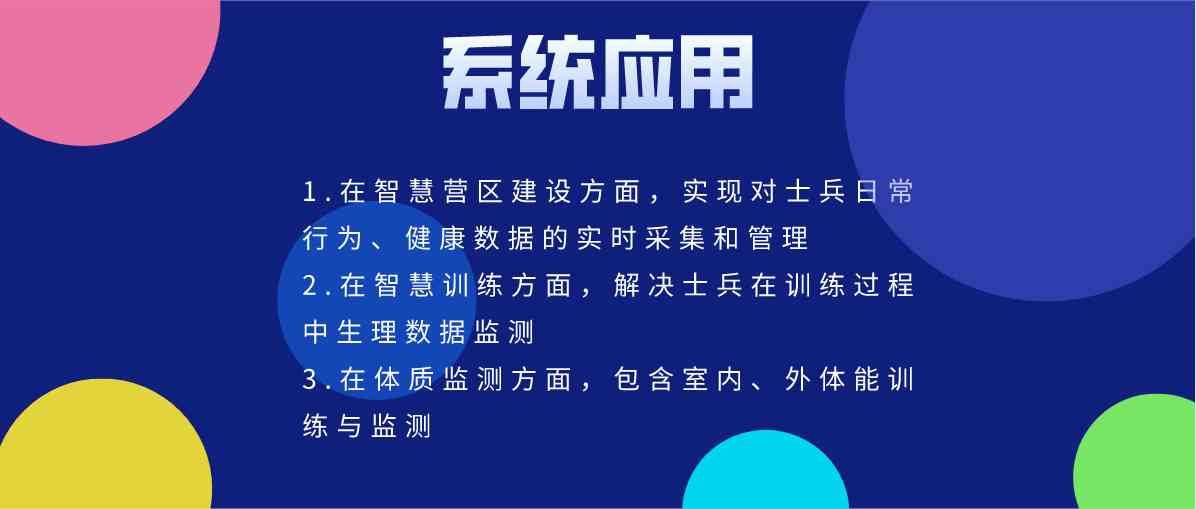 系统应用
1.在智慧营区建设方面，实现对士兵日常
行为、健康数据的实时采集和管理
2.在智慧训练方面，解决士兵在训练过程
中生理数据监测
3.在体质监测方面，包含室内、外体能训
练与监测